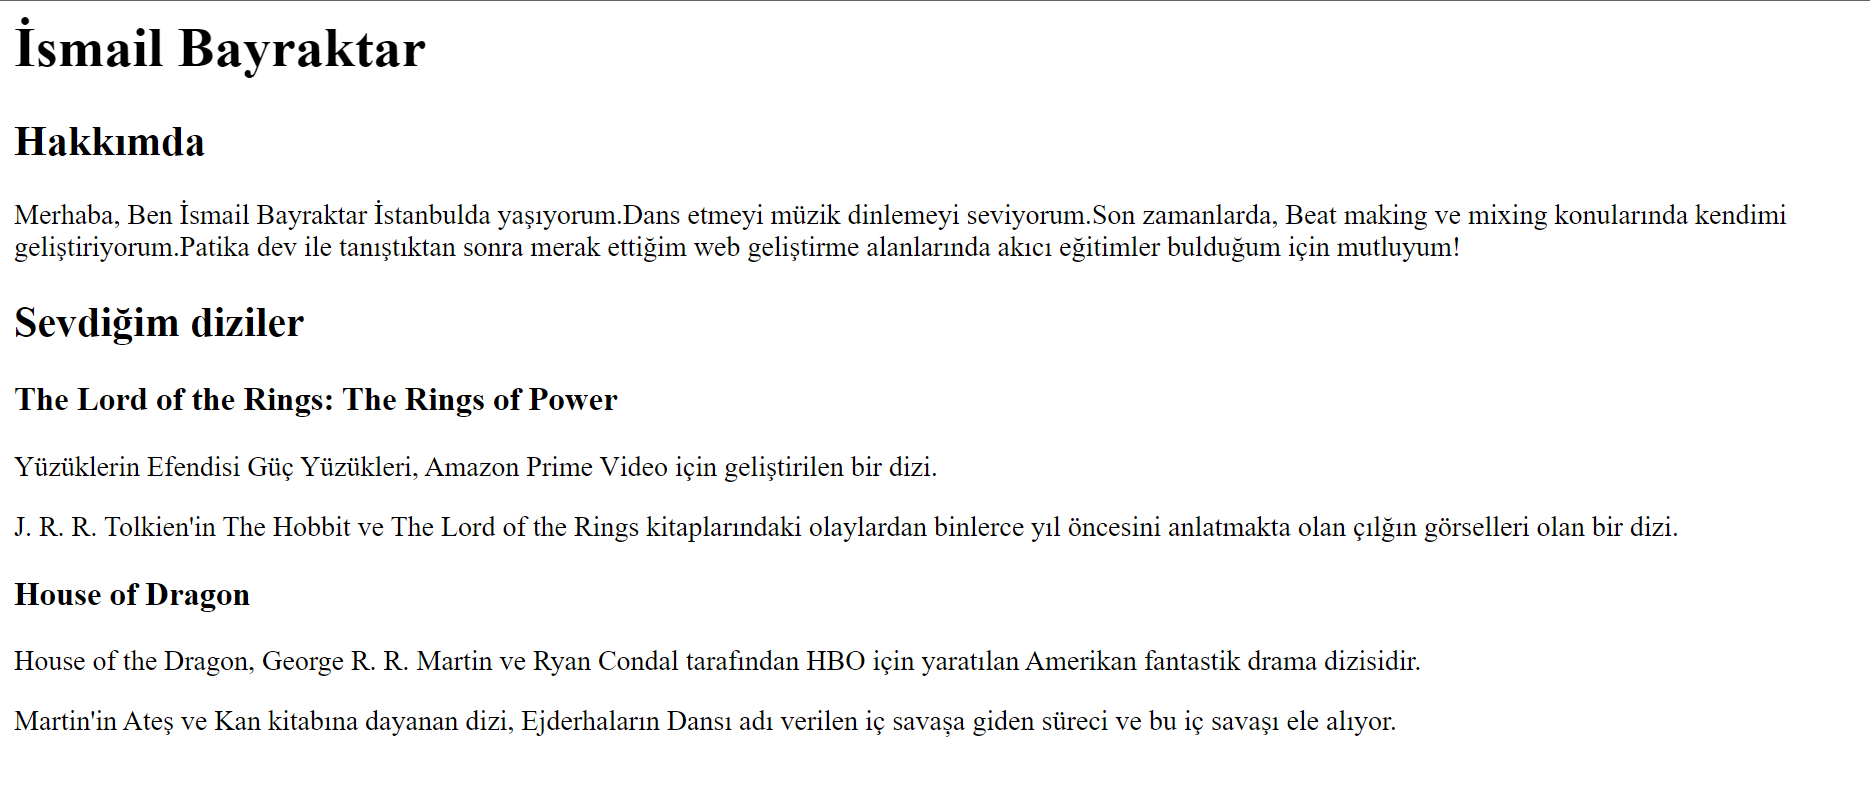 İsmail Bayraktar
Hakkımda
Merhaba, Ben İsmail Bayraktar İstanbulda yaşıyorum.Dans etmeyi müzik dinlemeyi seviyorum.Son zamanlarda, Beat making ve mixing konularında kendimi
geliştiriyorum.Patika dev ile tanıştıktan sonra merak ettiğim web geliştirme alanlarında akıcı eğitimler bulduğum için mutluyum!
Sevdiğim diziler
The Lord of the Rings: The Rings of Power
Yüzüklerin Efendisi Güç Yüzükleri, Amazon Prime Video için geliştirilen bir dizi.
J. R. R. Tolkien'in The Hobbit ve The Lord of the Rings kitaplarındaki olaylardan binlerce yıl öncesini anlatmakta olan çılğın görselleri olan bir dizi.
House of Dragon
House of the Dragon, George R. R. Martin ve Ryan Condal tarafından HBO için yaratılan Amerikan fantastik drama dizisidir.
Martin'in Ateş ve Kan kitabına dayanan dizi, Ejderhaların Dansı adı verilen iç savaşa giden süreci ve bu iç savaşı ele alıyor.